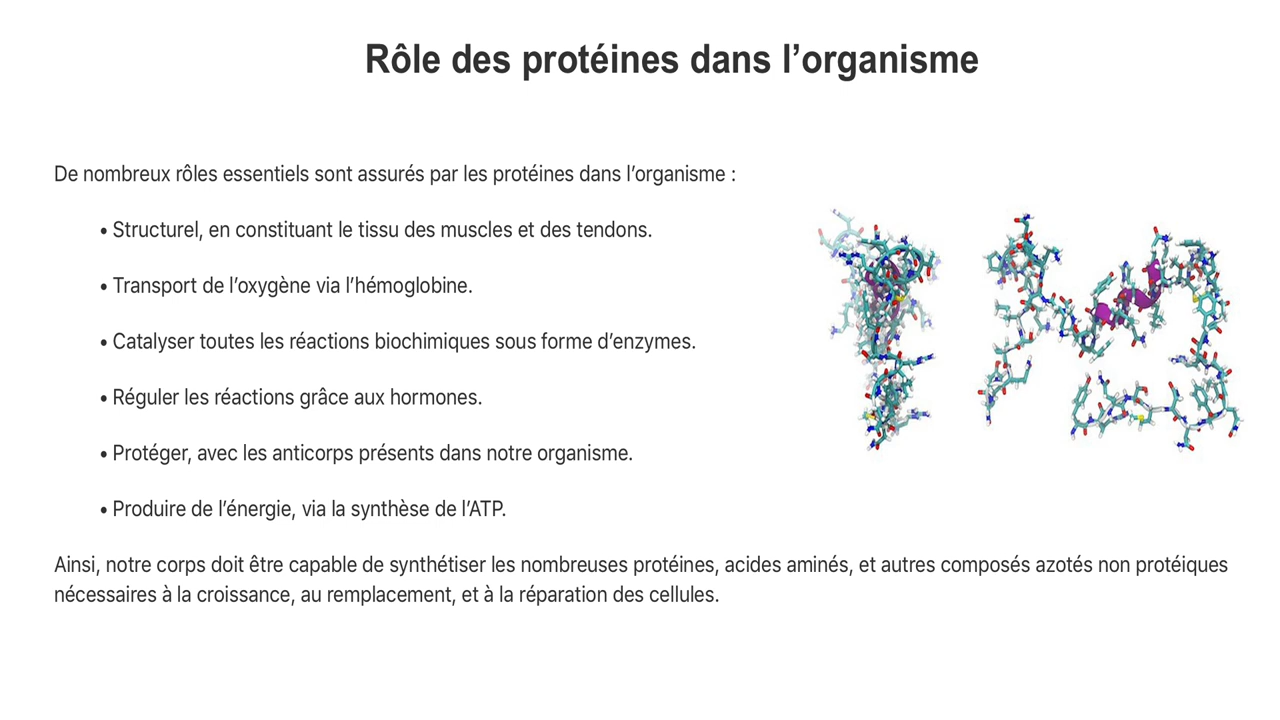 Rôle des protéines dans l’organisme
De nombreux rôles essentiels sont assurés par les protéines dans l’organisme :
• Structurel, en constituant le tissu des muscles et des tendons.
• Transport de l’oxygène via l’hémoglobine.
• Catalyser toutes les réactions biochimiques sous forme d’enzymes.
• Réguler les réactions grâce aux hormones.
• Protéger, avec les anticorps présents dans notre organisme.
• Produire de l’énergie, via la synthèse de l’ATP.
Ainsi, notre corps doit être capable de synthétiser les nombreuses protéines, acides aminés, et autres composés azotés non protéiques
nécessaires à la croissance, au remplacement, et à la réparation des cellules.